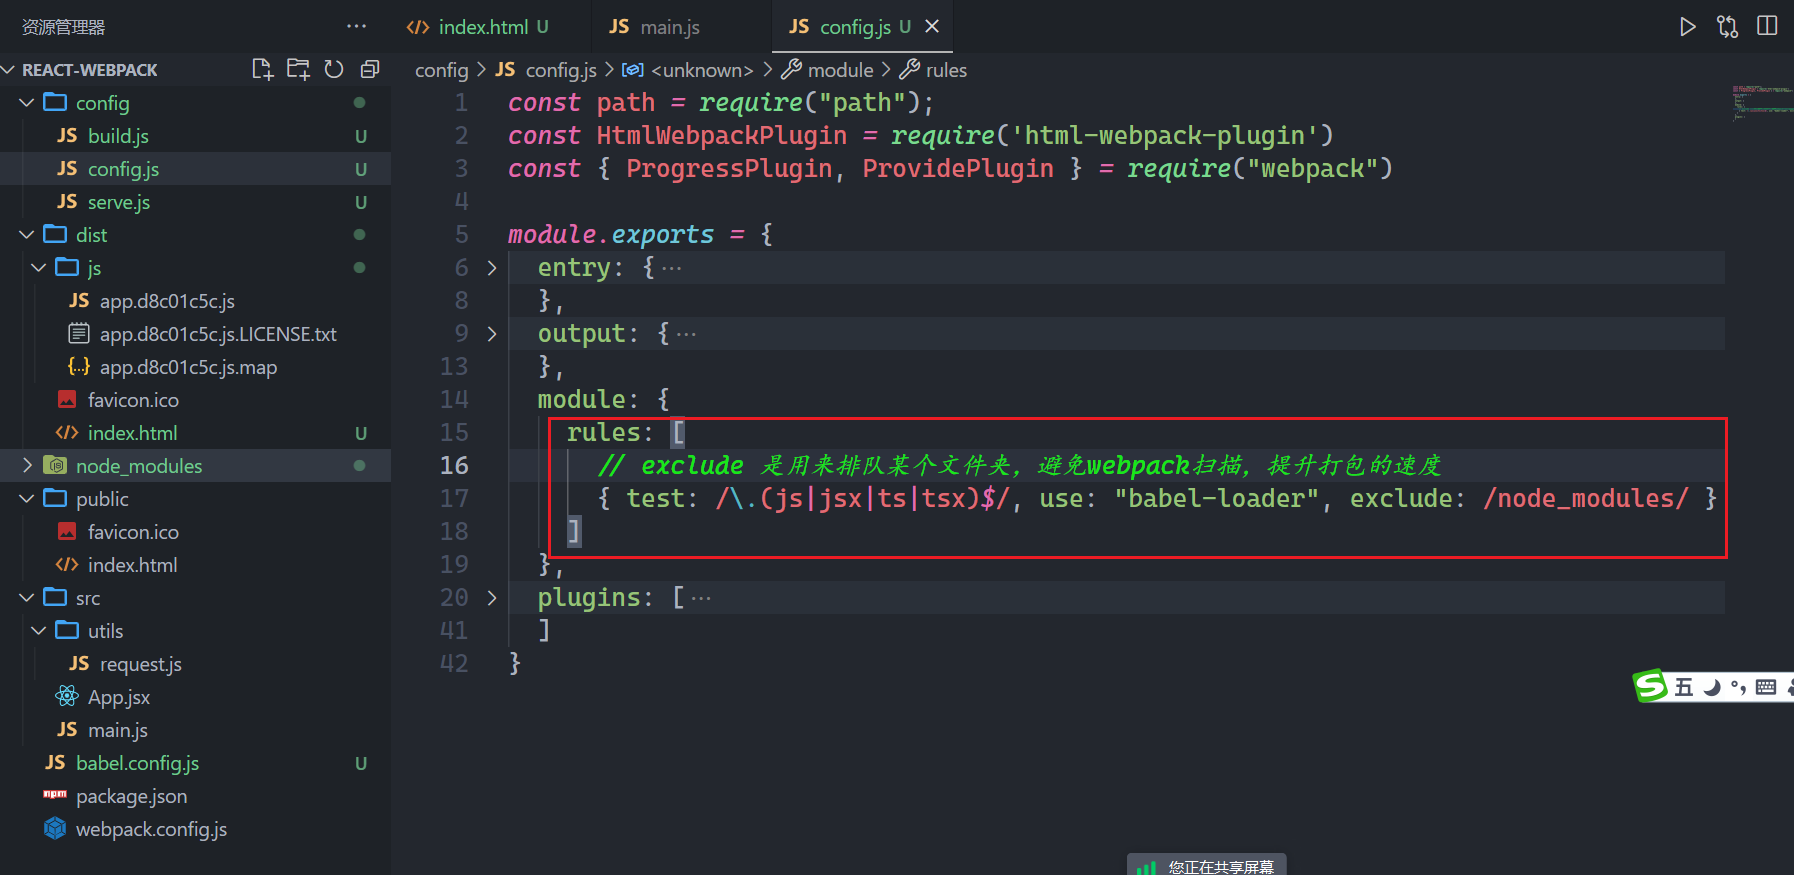 资源管理器 ···
<> index.html U
JS main.js
JS config.js U ×
REACT-WEBPACK
config
JS build.js U
JS config.js U
JS serve.js U
dist
js
JS app.d8c01c5c.js
app.d8c01c5c.js.LICENSE.txt
{..} app.d8c01c5c.js.map
favicon.ico
<> index.html U
node_modules
public
favicon.ico
<> index.html
src
utils
JS request.js
App.jsx
JS main.js
JS babel.config.js U
npm package.json
webpack.config.js
config > JS config.js > <unknown> > module > rules
1 const path = require("path");
2 const HtmlWebpackPlugin = require('html-webpack-plugin')
3 const { ProgressPlugin, ProvidePlugin } = require("webpack")
4
5 module.exports = {
6 > entry: {···
8 },
9 > output: {···
13 },
14 module: {
15 rules: [
16 // exclude 是用来排队某个文件夹，避免webpack扫描，提升打包的速度
17 { test: /\.(js|jsx|ts|tsx)$/, use: "babel-loader", exclude: /node_modules/ }
18 ]
19 },
20 > plugins: [···
41 ]
42 }
S 五
您正在共享屏幕